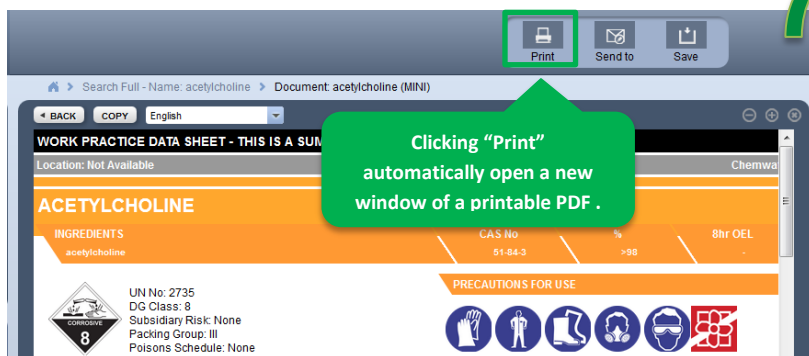 Print Send to Save
Search Full - Name: acetylcholine > Document: acetylcholine (MINI)
BACK COPY English
WORK PRACTICE DATA SHEET - THIS IS A
Location: Not Available
Clicking “Print”
automatically open a new
window of a printable PDF .
ACETYLCHOLINE
INGREDIENTS CAS No % 8hr OEL
acetylcholine 51-84-3 >98 -
PRECAUTIONS FOR USE
UN No: 2735
DG Class: 8
Subsidiary Risk: None
Packing Group: III
Poisons Schedule: None
CORROSIVE
8